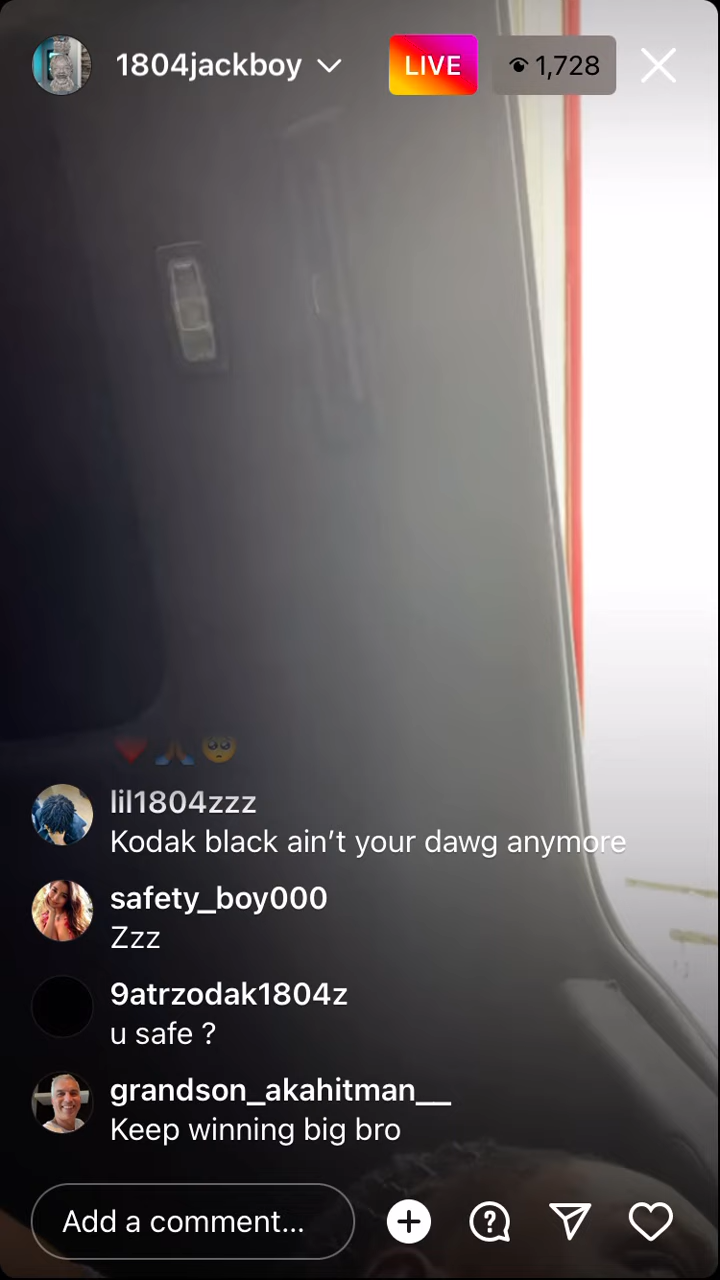 1804jackboy
LIVE
1,728
❤️🙏🥺
lil1804zzz
Kodak black ain’t your dawg anymore
safety_boy000
Zzz
9atrzodak1804z
u safe ?
grandson_akahitman__
Keep winning big bro
Add a comment...